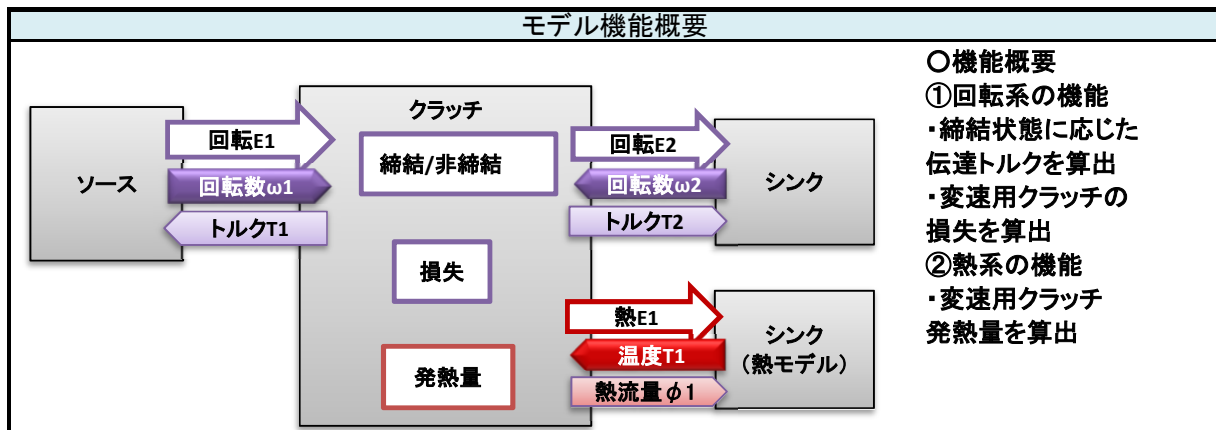 モデル機能概要
ソース
回転E1
回転数ω1
トルクT1
クラッチ
締結/非締結
損失
発熱量
回転E2
回転数ω2
トルクT2
シンク
熱E1
温度T1
熱流量φ1
シンク
（熱モデル）
〇機能概要
①回転系の機能
・締結状態に応じた
伝達トルクを算出
・変速用クラッチの
損失を算出
②熱系の機能
・変速用クラッチ
発熱量を算出